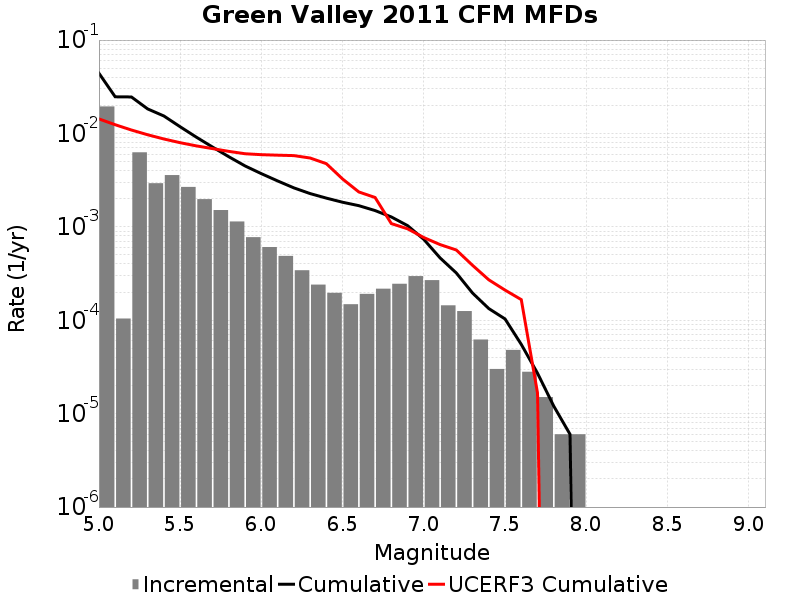 Green Valley 2011 CFM MFDs
10-1
10-2
10-3
10-4
10-5
10-6
Rate (1/yr)
5.0 5.5 6.0 6.5 7.0 7.5 8.0 8.5 9.0
Magnitude
Incremental Cumulative UCERF3 Cumulative